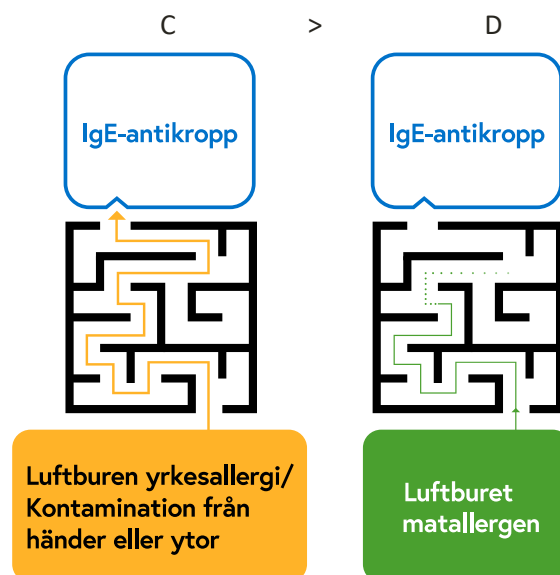 C > D
IgE-antikropp
IgE-antikropp
Luftburen yrkesallergi/
Kontamination från
händer eller ytor
Luftburet
matallergen